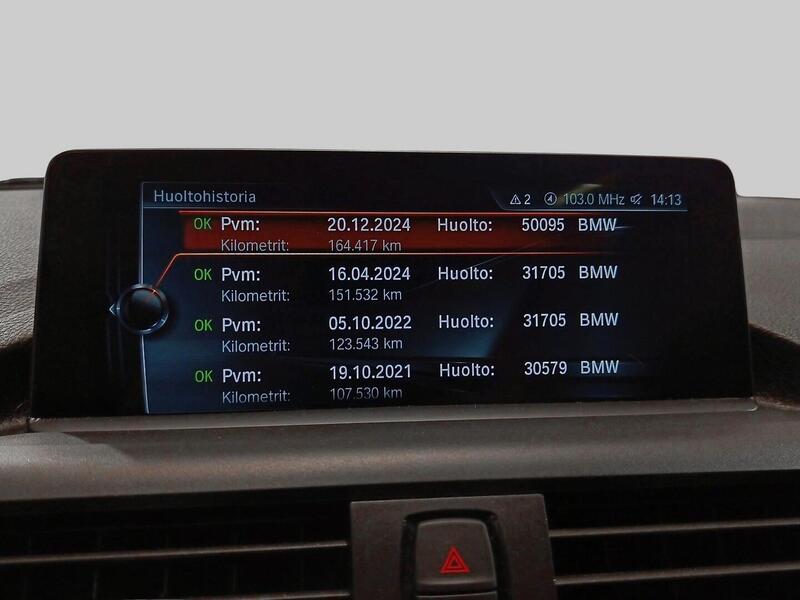 Huoltohistoria 2 103.0 MHz 14:13
OK Pvm: 20.12.2024 Huolto: 50095 BMW
Kilometrit: 164.417 km
OK Pvm: 16.04.2024 Huolto: 31705 BMW
Kilometrit: 151.532 km
OK Pvm: 05.10.2022 Huolto: 31705 BMW
Kilometrit: 123.543 km
OK Pvm: 19.10.2021 Huolto: 30579 BMW
Kilometrit: 107.530 km